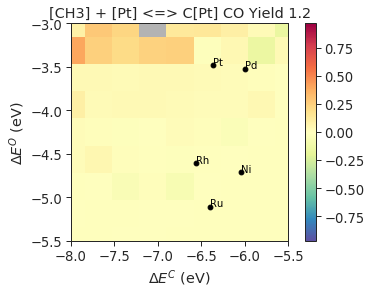 [CH3] + [Pt] <=> C[Pt] CO Yield 1.2
−3.0
−3.5
−4.0
−4.5
−5.0
−5.5
ΔE^O (eV)
Pt
Pd
Rh
Ni
Ru
−8.0 −7.5 −7.0 −6.5 −6.0 −5.5
ΔE^C (eV)
0.75
0.50
0.25
0.00
−0.25
−0.50
−0.75